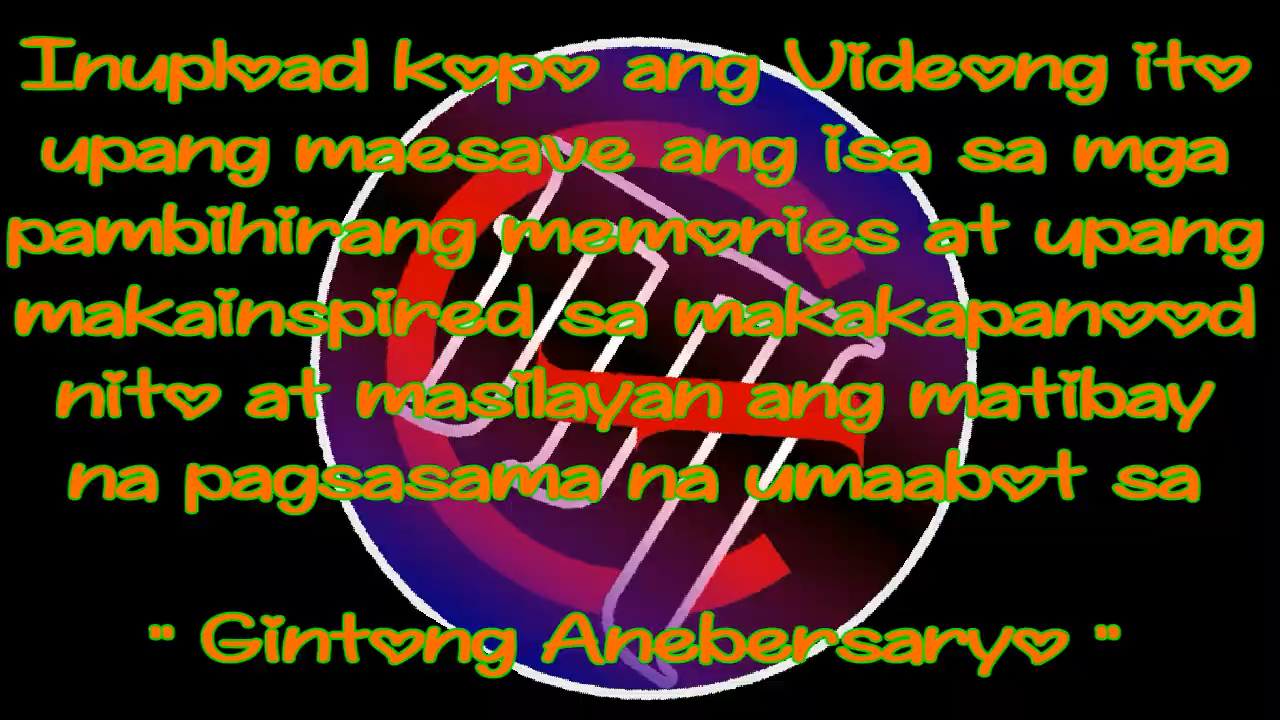 Inupload kopo ang Videong ito
upang maesave ang isa sa mga
pambihirang memories at upang
makainspired sa makakapanood
nito at masilayan ang matibay
na pagsasama na umaabot sa
" Gintong Anebersaryo "